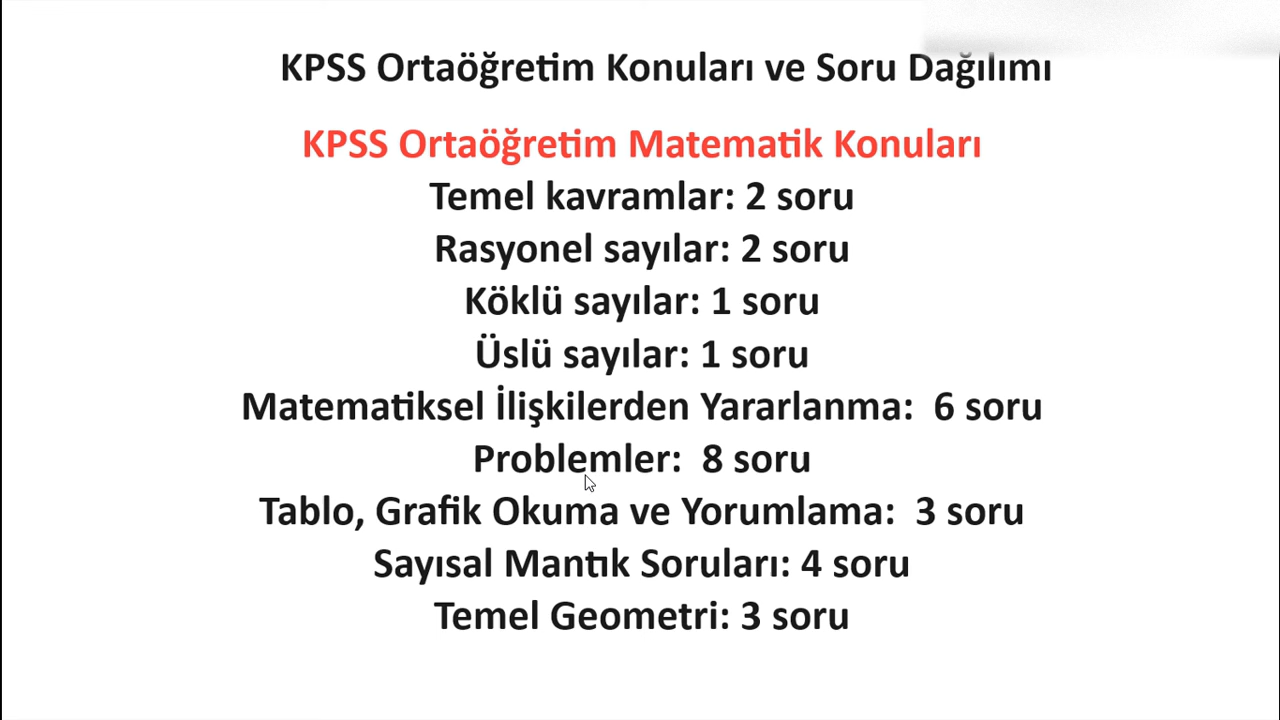 KPSS Ortaöğretim Konuları ve Soru Dağılımı
KPSS Ortaöğretim Matematik Konuları
Temel kavramlar: 2 soru
Rasyonel sayılar: 2 soru
Köklü sayılar: 1 soru
Üslü sayılar: 1 soru
Matematiksel İlişkilerden Yararlanma:  6 soru
Problemler:  8 soru
Tablo, Grafik Okuma ve Yorumlama:  3 soru
Sayısal Mantık Soruları: 4 soru
Temel Geometri: 3 soru